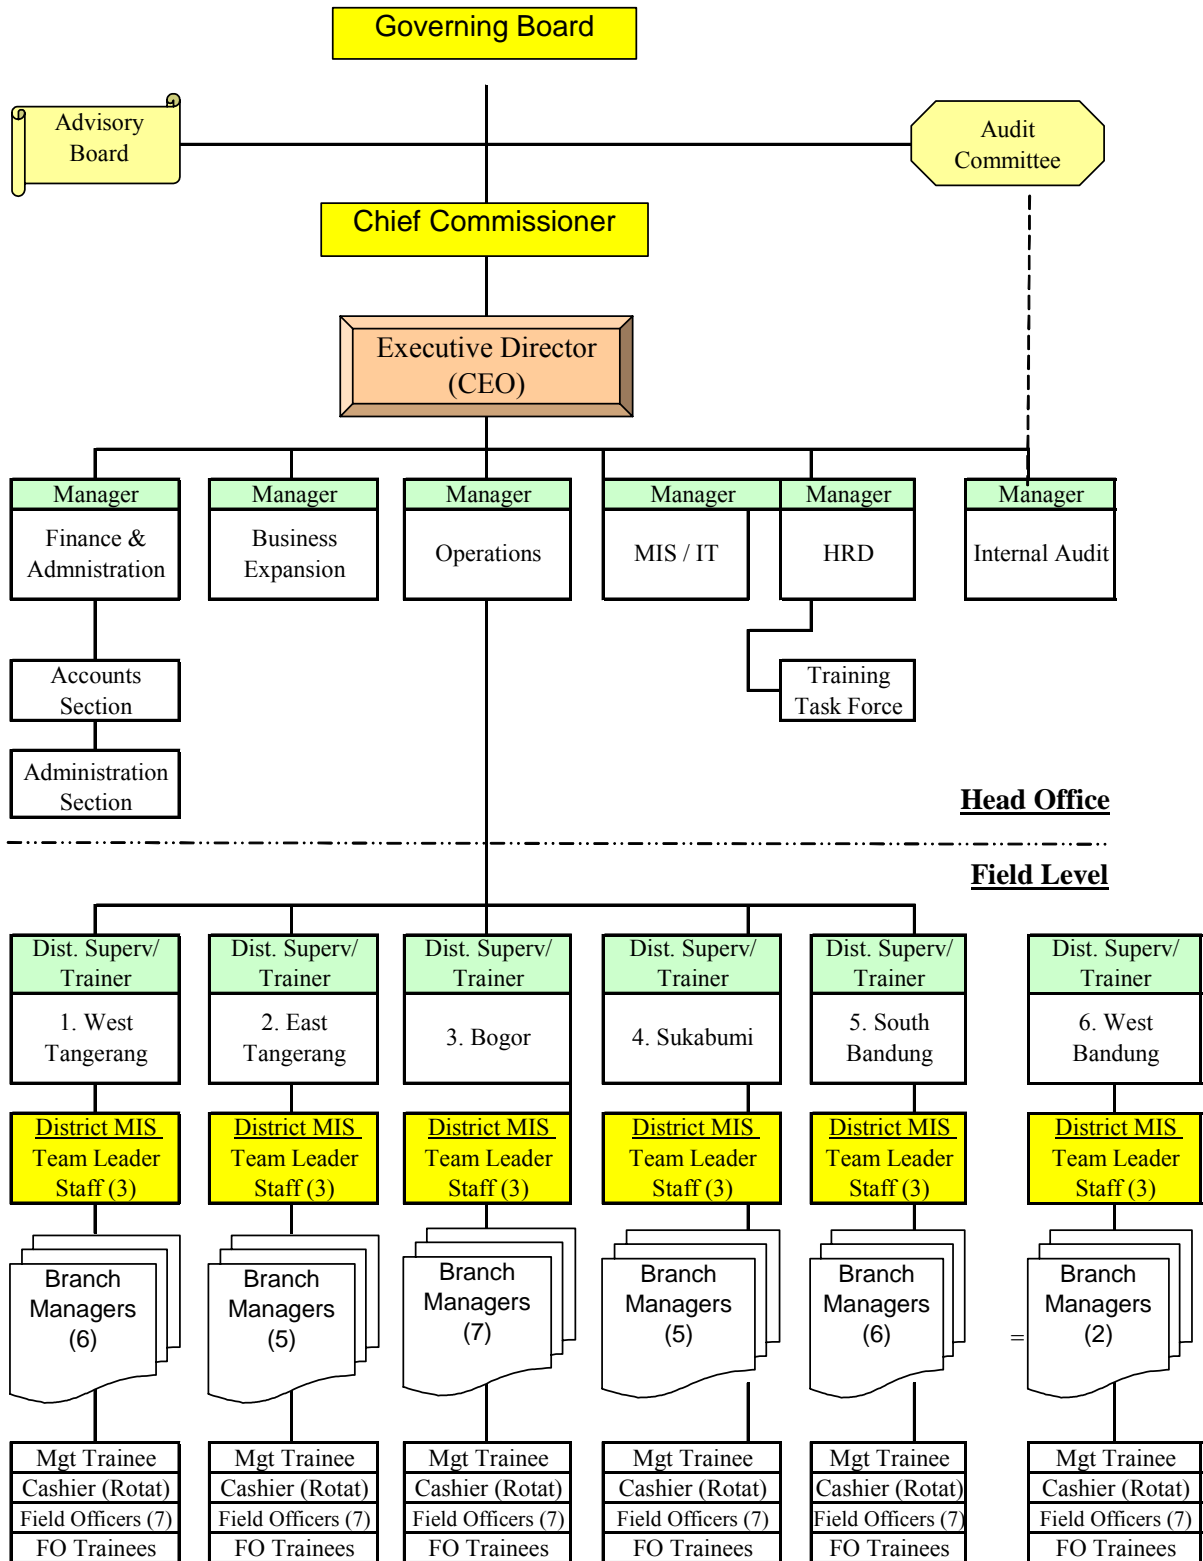 Governing Board
Advisory
Board
Audit
Committee
Chief Commissioner
Executive Director
(CEO)
Manager
Finance &
Admnistration
Manager
Business
Expansion
Manager
Operations
Manager
MIS / IT
Manager
HRD
Manager
Internal Audit
Accounts
Section
Training
Task Force
Administration
Section
Head Office
Field Level
Dist. Superv/
Trainer
1. West
Tangerang
Dist. Superv/
Trainer
2. East
Tangerang
Dist. Superv/
Trainer
3. Bogor
Dist. Superv/
Trainer
4. Sukabumi
Dist. Superv/
Trainer
5. South
Bandung
Dist. Superv/
Trainer
6. West
Bandung
District MIS
Team Leader
Staff (3)
District MIS
Team Leader
Staff (3)
District MIS
Team Leader
Staff (3)
District MIS
Team Leader
Staff (3)
District MIS
Team Leader
Staff (3)
District MIS
Team Leader
Staff (3)
Branch
Managers
(6)
Branch
Managers
(5)
Branch
Managers
(7)
Branch
Managers
(5)
Branch
Managers
(6)
=
Branch
Managers
(2)
Mgt Trainee
Cashier (Rotat)
Field Officers (7)
FO Trainees
Mgt Trainee
Cashier (Rotat)
Field Officers (7)
FO Trainees
Mgt Trainee
Cashier (Rotat)
Field Officers (7)
FO Trainees
Mgt Trainee
Cashier (Rotat)
Field Officers (7)
FO Trainees
Mgt Trainee
Cashier (Rotat)
Field Officers (7)
FO Trainees
Mgt Trainee
Cashier (Rotat)
Field Officers (7)
FO Trainees